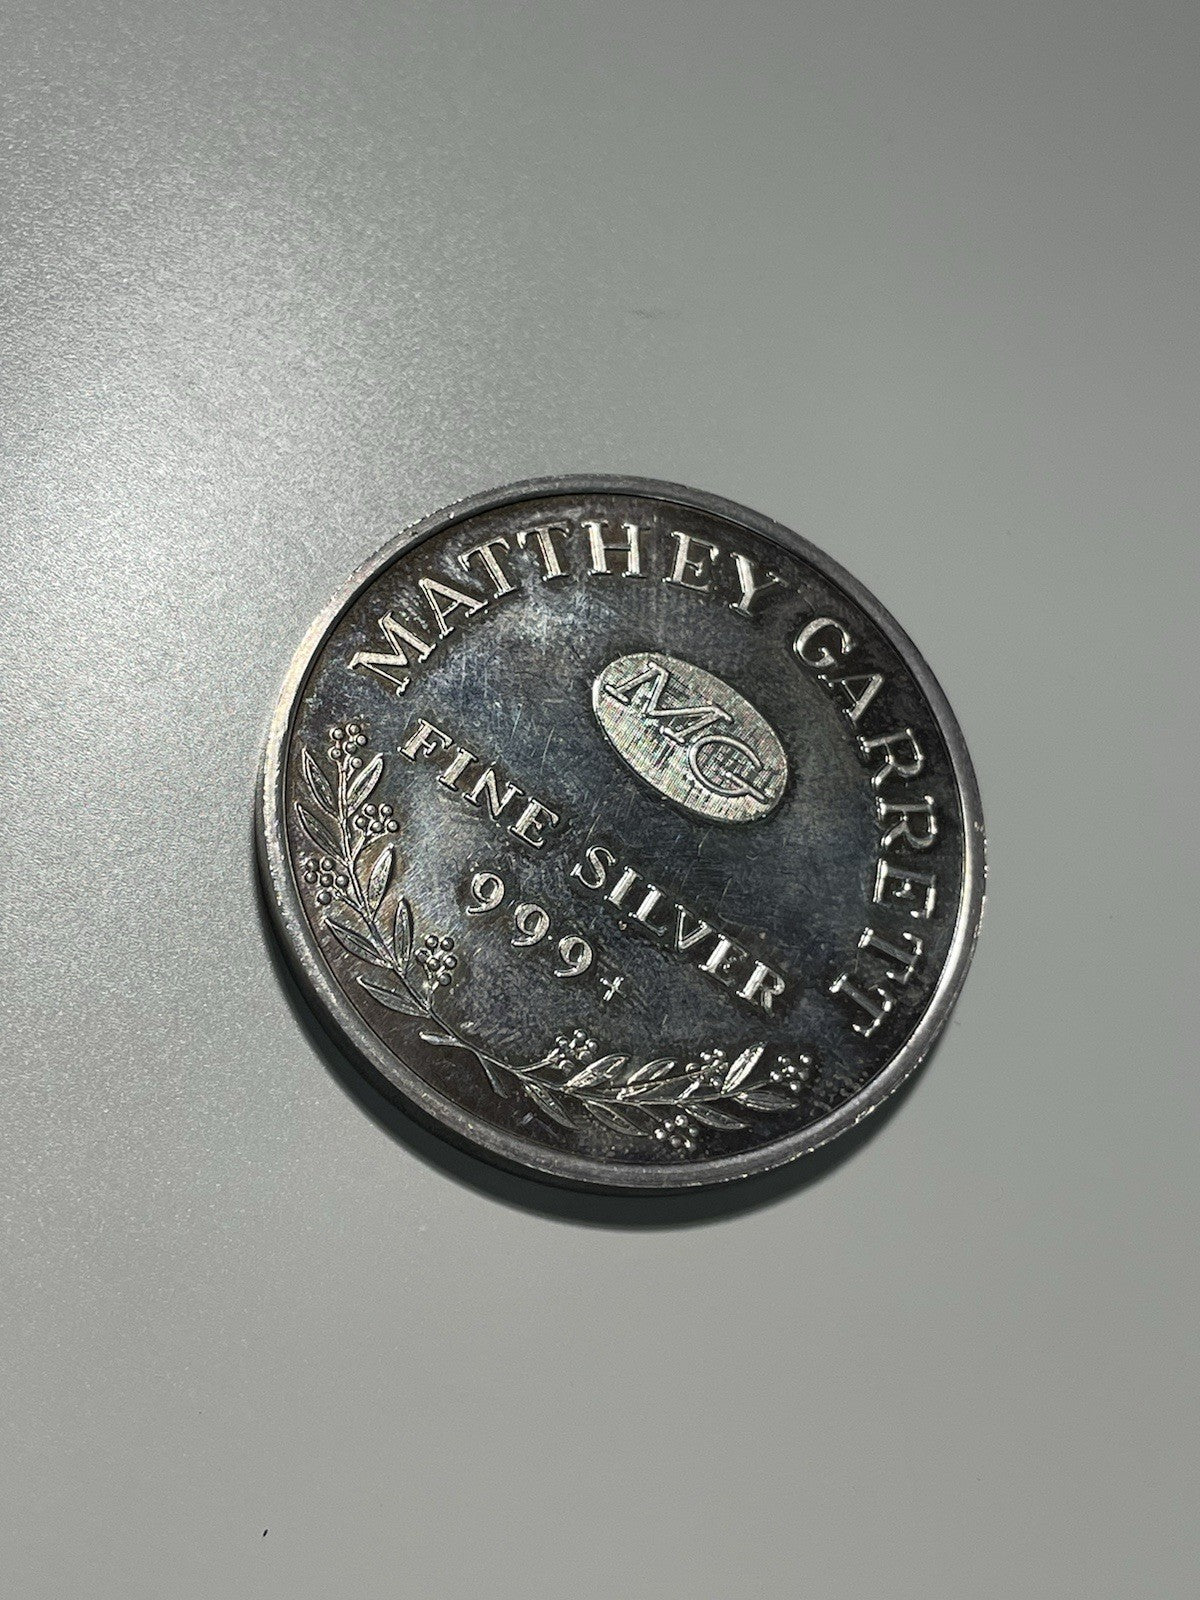 MATTHEY GARRETT
MG
FINE SILVER
999+